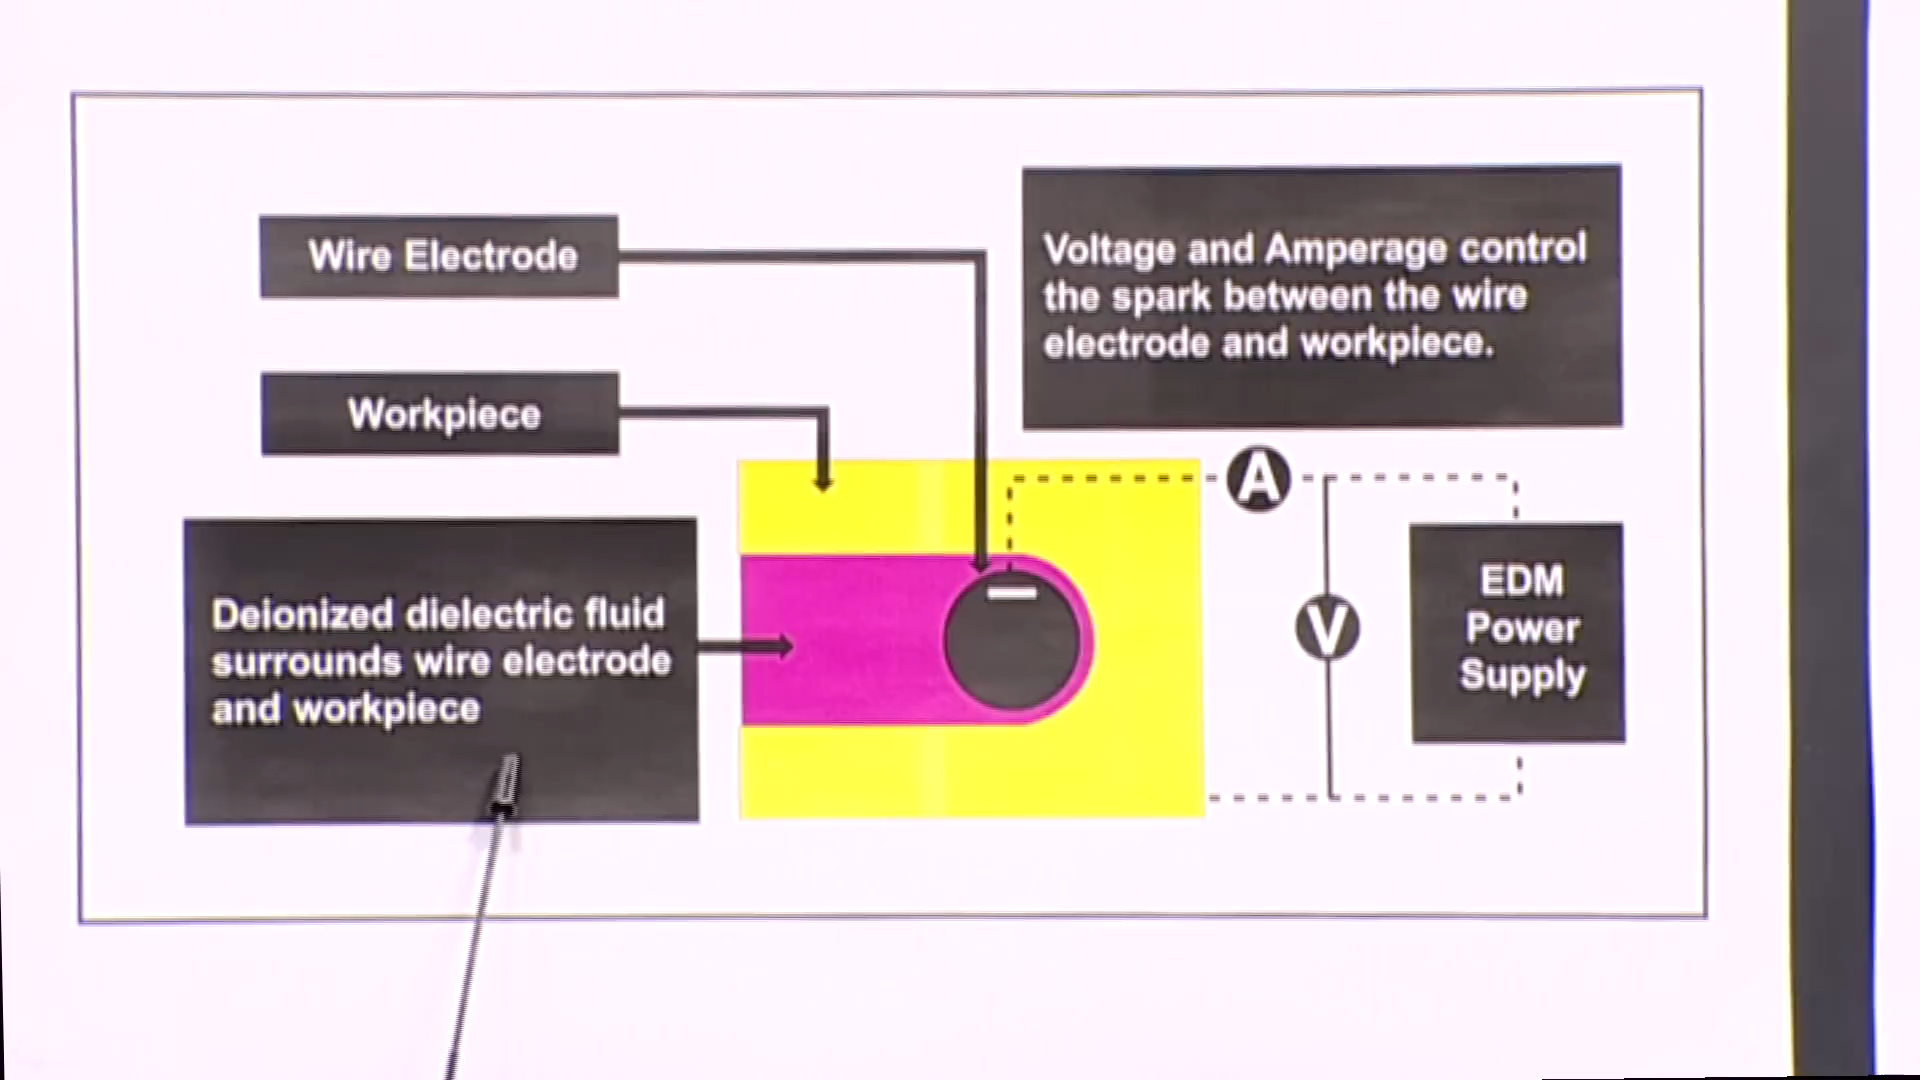 Wire Electrode
Workpiece
Deionized dielectric fluid
surrounds wire electrode
and workpiece
Voltage and Amperage control
the spark between the wire
electrode and workpiece.
A
V
EDM
Power
Supply